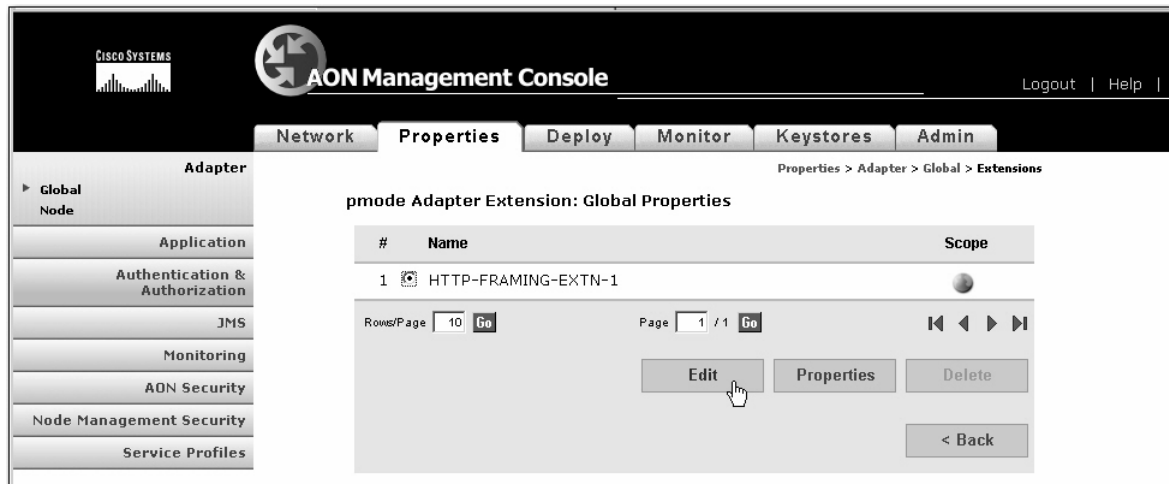 CISCO SYSTEMS
AON Management Console
Logout | Help |
Network Properties Deploy Monitor Keystores Admin
Adapter
Global
Node
Application
Authentication &
Authorization
JMS
Monitoring
AON Security
Node Management Security
Service Profiles
Properties > Adapter > Global > Extensions
pmode Adapter Extension: Global Properties
# Name Scope
1 HTTP-FRAMING-EXTN-1
Rows/Page 10 Go Page 1 / 1 Go
Edit Properties Delete
< Back